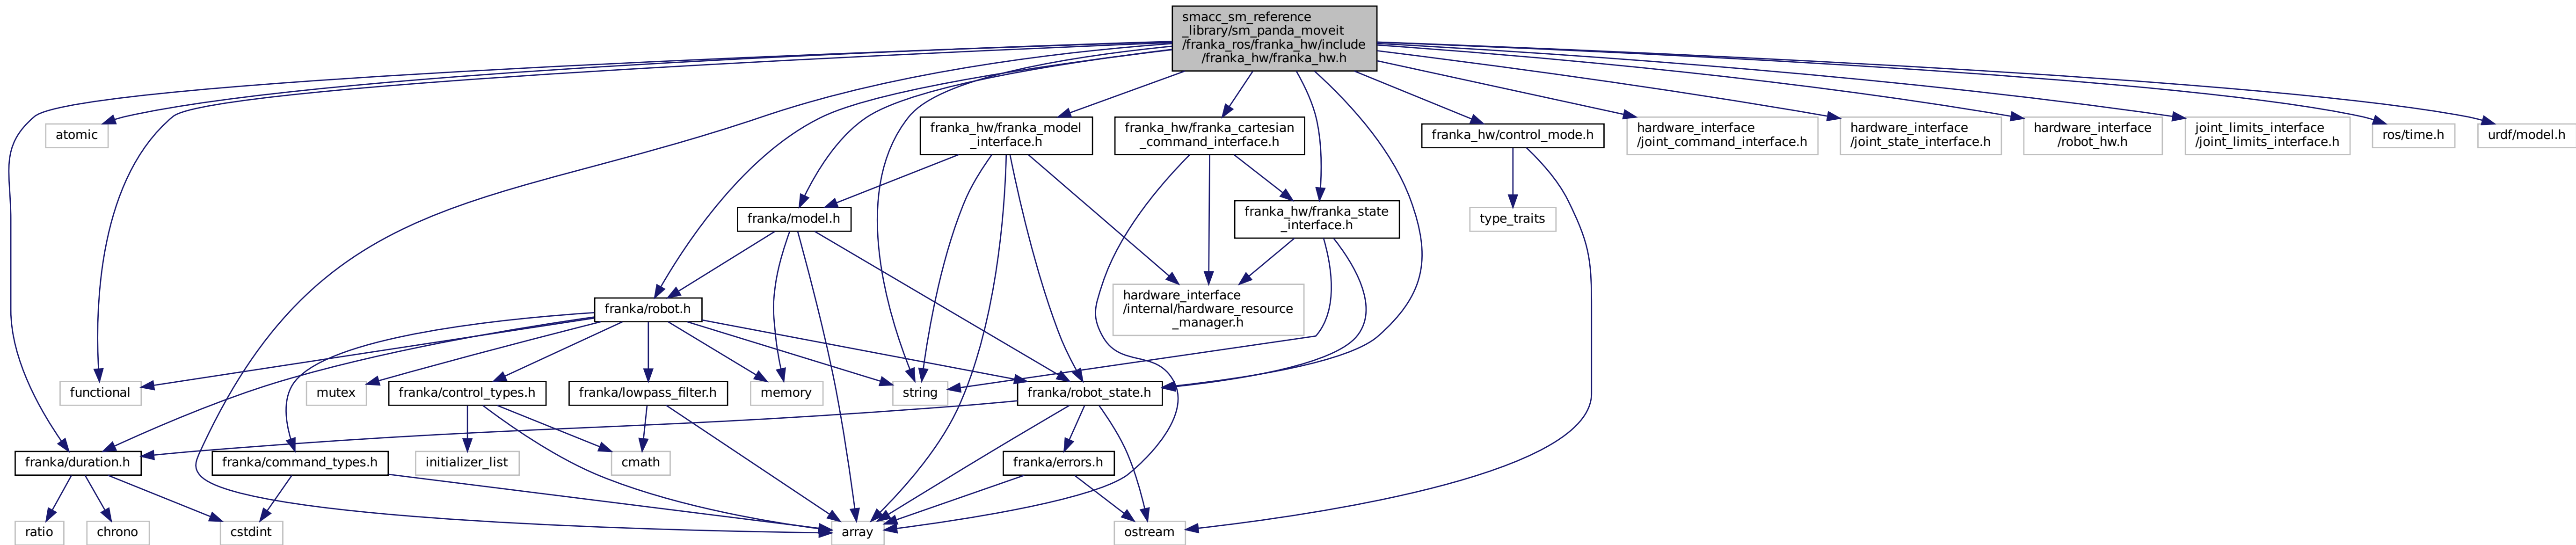 smacc_sm_reference
_library/sm_panda_moveit
/franka_ros/franka_hw/include
/franka_hw/franka_hw.h
atomic
franka_hw/franka_model
_interface.h
franka_hw/franka_cartesian
_command_interface.h
franka_hw/control_mode.h
hardware_interface
/joint_command_interface.h
hardware_interface
/joint_state_interface.h
hardware_interface
/robot_hw.h
joint_limits_interface
/joint_limits_interface.h
ros/time.h
urdf/model.h
franka/model.h
franka_hw/franka_state
_interface.h
type_traits
franka/robot.h
hardware_interface
/internal/hardware_resource
_manager.h
functional
mutex
franka/control_types.h
franka/lowpass_filter.h
memory
string
franka/robot_state.h
franka/duration.h
franka/command_types.h
initializer_list
cmath
franka/errors.h
ratio
chrono
cstdint
array
ostream